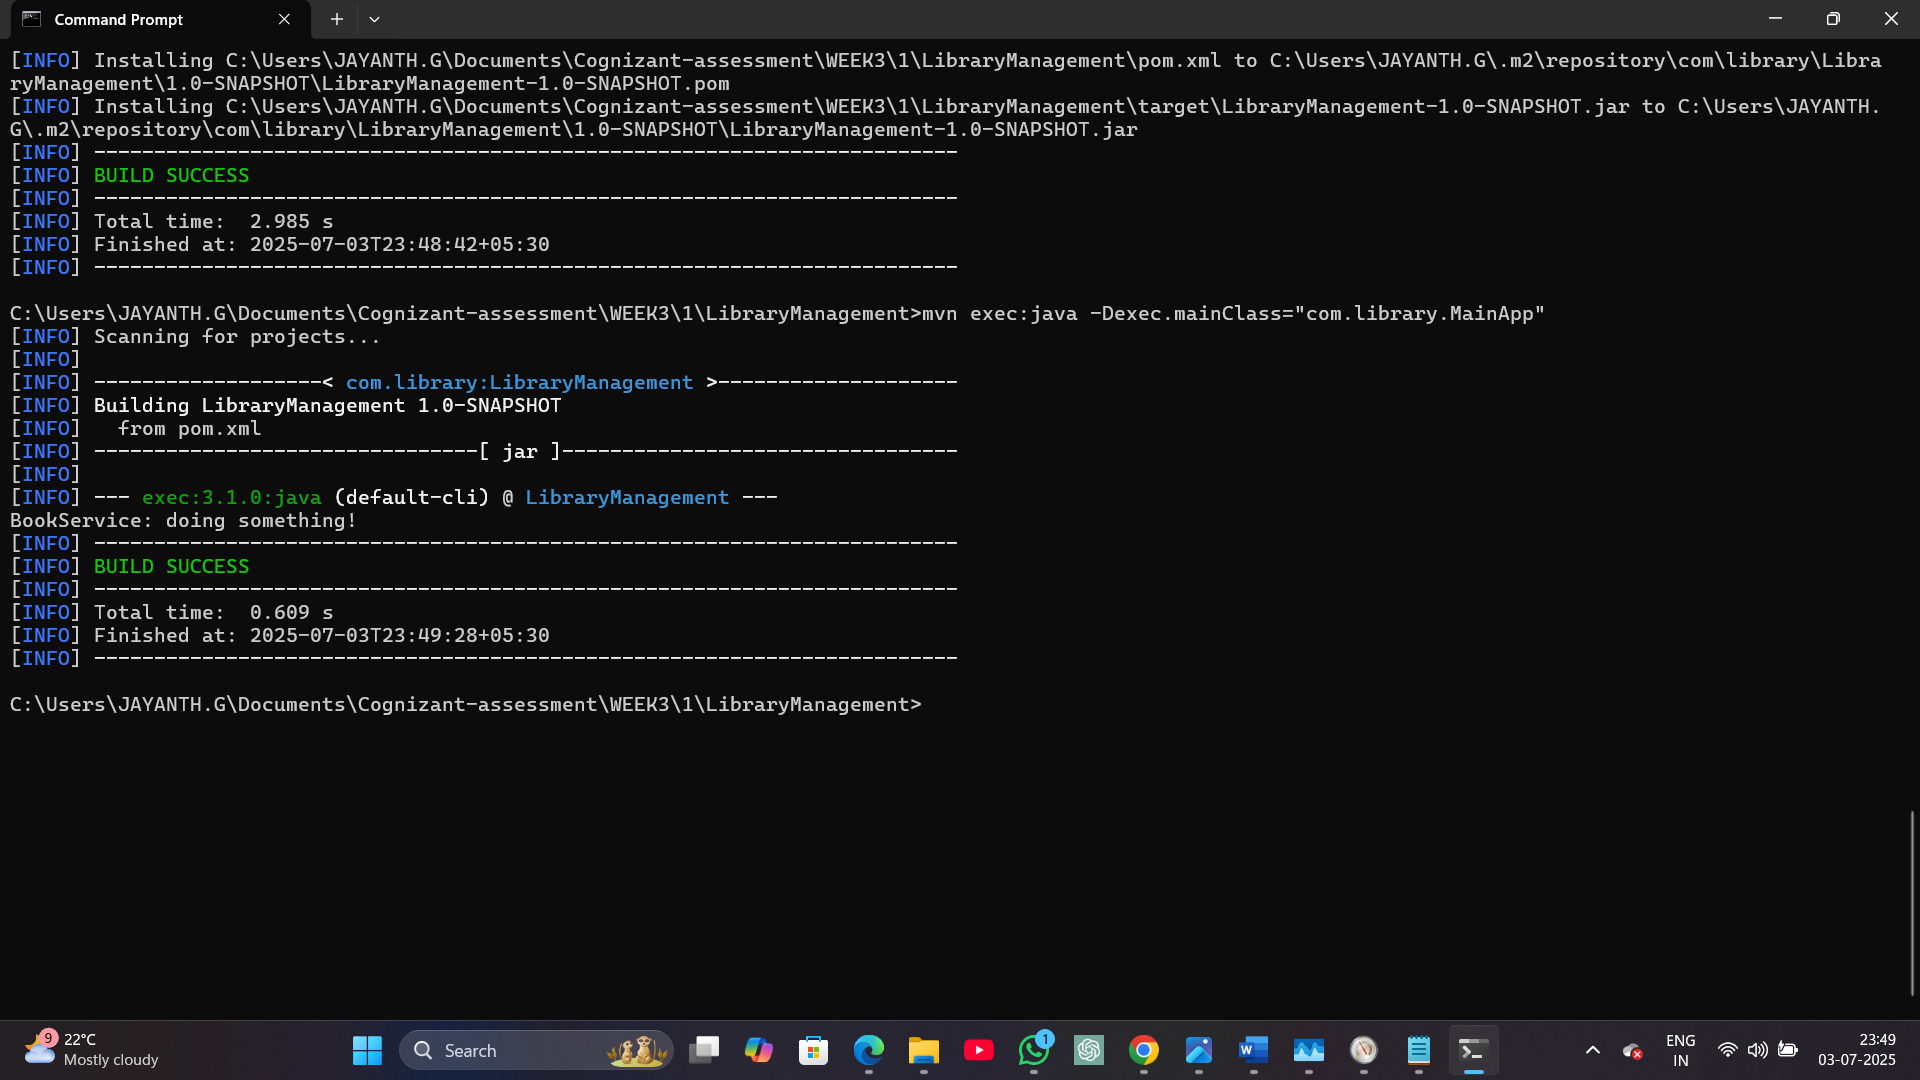 Command Prompt
[INFO] Installing C:\Users\JAYANTH.G\Documents\Cognizant-assessment\WEEK3\1\LibraryManagement\pom.xml to C:\Users\JAYANTH.G\.m2\repository\com\library\Libra
ryManagement\1.0-SNAPSHOT\LibraryManagement-1.0-SNAPSHOT.pom
[INFO] Installing C:\Users\JAYANTH.G\Documents\Cognizant-assessment\WEEK3\1\LibraryManagement\target\LibraryManagement-1.0-SNAPSHOT.jar to C:\Users\JAYANTH.
G\.m2\repository\com\library\LibraryManagement\1.0-SNAPSHOT\LibraryManagement-1.0-SNAPSHOT.jar
[INFO] ------------------------------------------------------------------------
[INFO] BUILD SUCCESS
[INFO] ------------------------------------------------------------------------
[INFO] Total time:  2.985 s
[INFO] Finished at: 2025-07-03T23:48:42+05:30
[INFO] ------------------------------------------------------------------------
C:\Users\JAYANTH.G\Documents\Cognizant-assessment\WEEK3\1\LibraryManagement>mvn exec:java -Dexec.mainClass="com.library.MainApp"
[INFO] Scanning for projects...
[INFO]
[INFO] -------------------< com.library:LibraryManagement >--------------------
[INFO] Building LibraryManagement 1.0-SNAPSHOT
[INFO]   from pom.xml
[INFO] --------------------------------[ jar ]---------------------------------
[INFO]
[INFO] --- exec:3.1.0:java (default-cli) @ LibraryManagement ---
BookService: doing something!
[INFO] ------------------------------------------------------------------------
[INFO] BUILD SUCCESS
[INFO] ------------------------------------------------------------------------
[INFO] Total time:  0.609 s
[INFO] Finished at: 2025-07-03T23:49:28+05:30
[INFO] ------------------------------------------------------------------------
C:\Users\JAYANTH.G\Documents\Cognizant-assessment\WEEK3\1\LibraryManagement>
9
22°C
Mostly cloudy
Search
1
W
ENG
IN
23:49
03-07-2025